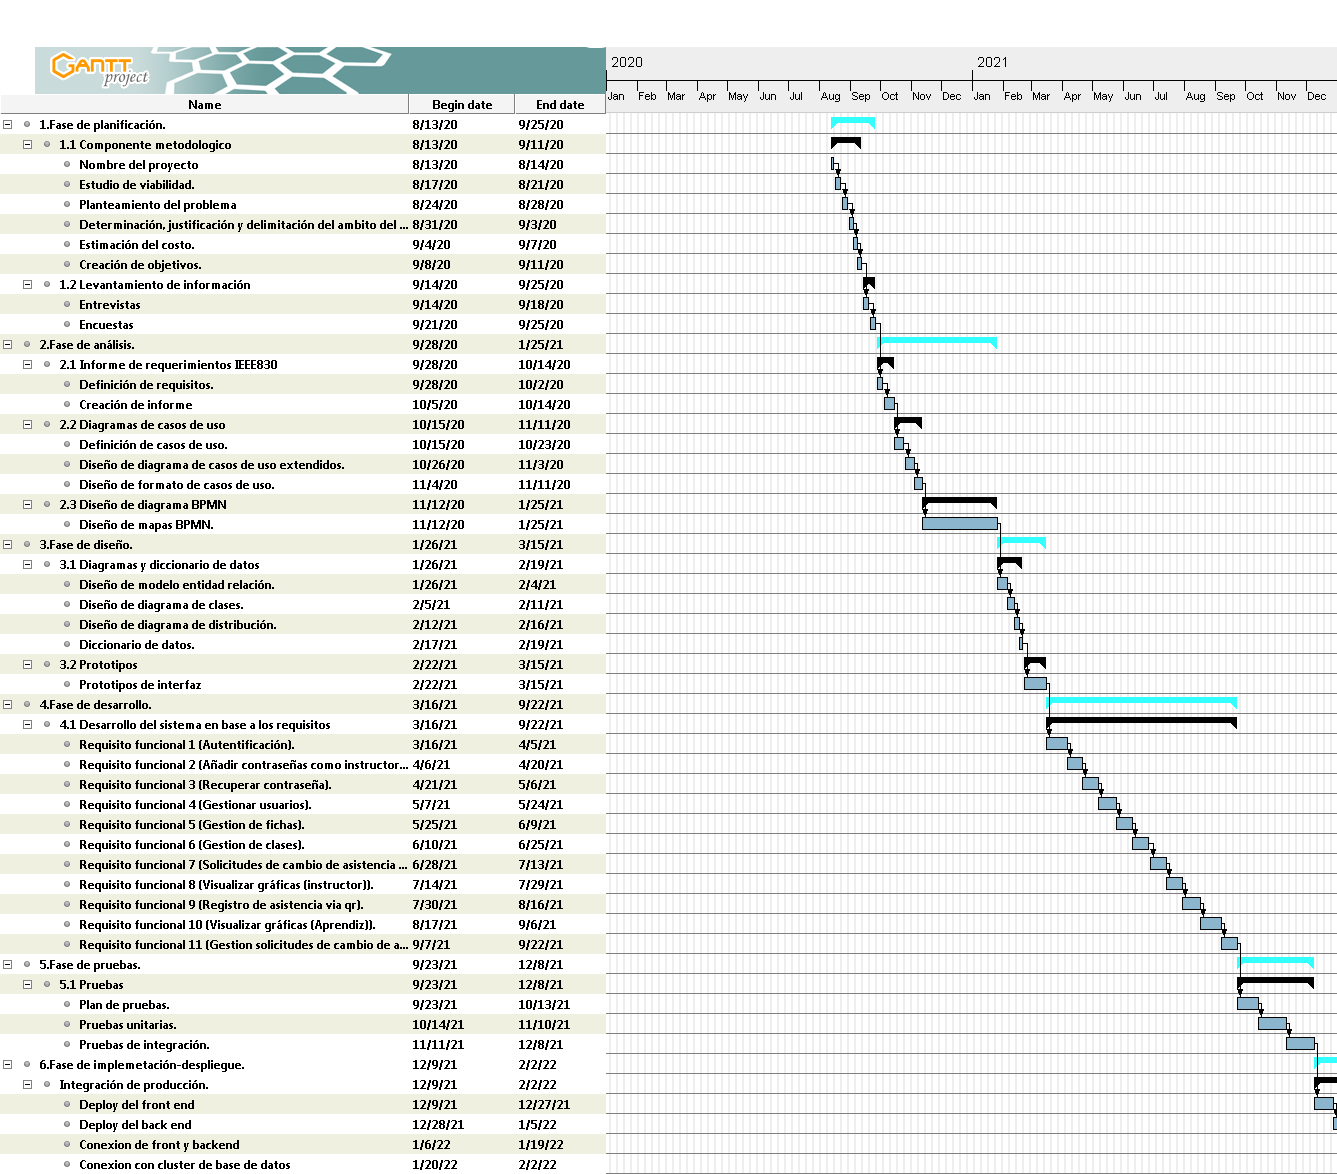 2020 2021
GANTT
project
Name Begin date End date Jan Feb Mar Apr May Jun Jul Aug Sep Oct Nov Dec Jan Feb Mar Apr May Jun Jul Aug Sep Oct Nov Dec
1.Fase de planificación. 8/13/20 9/25/20
1.1 Componente metodologico 8/13/20 9/11/20
Nombre del proyecto 8/13/20 8/14/20
Estudio de viabilidad. 8/17/20 8/21/20
Planteamiento del problema 8/24/20 8/28/20
Determinación, justificación y delimitación del ambito del ... 8/31/20 9/3/20
Estimación del costo. 9/4/20 9/7/20
Creación de objetivos. 9/8/20 9/11/20
1.2 Levantamiento de información 9/14/20 9/25/20
Entrevistas 9/14/20 9/18/20
Encuestas 9/21/20 9/25/20
2.Fase de análisis. 9/28/20 1/25/21
2.1 Informe de requerimientos IEEE830 9/28/20 10/14/20
Definición de requisitos. 9/28/20 10/2/20
Creación de informe 10/5/20 10/14/20
2.2 Diagramas de casos de uso 10/15/20 11/11/20
Definición de casos de uso. 10/15/20 10/23/20
Diseño de diagrama de casos de uso extendidos. 10/26/20 11/3/20
Diseño de formato de casos de uso. 11/4/20 11/11/20
2.3 Diseño de diagrama BPMN 11/12/20 1/25/21
Diseño de mapas BPMN. 11/12/20 1/25/21
3.Fase de diseño. 1/26/21 3/15/21
3.1 Diagramas y diccionario de datos 1/26/21 2/19/21
Diseño de modelo entidad relación. 1/26/21 2/4/21
Diseño de diagrama de clases. 2/5/21 2/11/21
Diseño de diagrama de distribución. 2/12/21 2/16/21
Diccionario de datos. 2/17/21 2/19/21
3.2 Prototipos 2/22/21 3/15/21
Prototipos de interfaz 2/22/21 3/15/21
4.Fase de desarrollo. 3/16/21 9/22/21
4.1 Desarrollo del sistema en base a los requisitos 3/16/21 9/22/21
Requisito funcional 1 (Autentificación). 3/16/21 4/5/21
Requisito funcional 2 (Añadir contraseñas como instructor... 4/6/21 4/20/21
Requisito funcional 3 (Recuperar contraseña). 4/21/21 5/6/21
Requisito funcional 4 (Gestionar usuarios). 5/7/21 5/24/21
Requisito funcional 5 (Gestion de fichas). 5/25/21 6/9/21
Requisito funcional 6 (Gestion de clases). 6/10/21 6/25/21
Requisito funcional 7 (Solicitudes de cambio de asistencia ... 6/28/21 7/13/21
Requisito funcional 8 (Visualizar gráficas (instructor)). 7/14/21 7/29/21
Requisito funcional 9 (Registro de asistencia via qr). 7/30/21 8/16/21
Requisito funcional 10 (Visualizar gráficas (Aprendiz)). 8/17/21 9/6/21
Requisito funcional 11 (Gestion solicitudes de cambio de a... 9/7/21 9/22/21
5.Fase de pruebas. 9/23/21 12/8/21
5.1 Pruebas 9/23/21 12/8/21
Plan de pruebas. 9/23/21 10/13/21
Pruebas unitarias. 10/14/21 11/10/21
Pruebas de integración. 11/11/21 12/8/21
6.Fase de implemetación-despliegue. 12/9/21 2/2/22
Integración de producción. 12/9/21 2/2/22
Deploy del front end 12/9/21 12/27/21
Deploy del back end 12/28/21 1/5/22
Conexion de front y backend 1/6/22 1/19/22
Conexion con cluster de base de datos 1/20/22 2/2/22